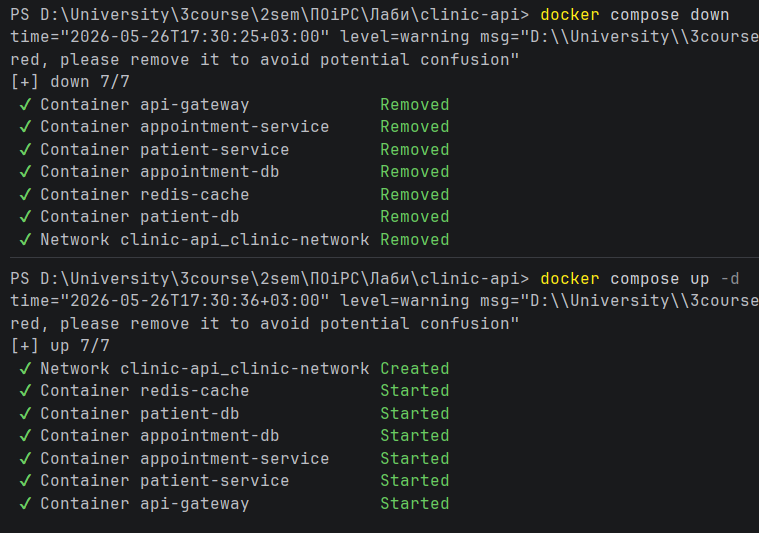 PS D:\University\3course\2sem\ПОіРС\Лаби\clinic-api> docker compose down
time="2026-05-26T17:30:25+03:00" level=warning msg="D:\\University\\3course
red, please remove it to avoid potential confusion"
[+] down 7/7
✓ Container api-gateway Removed
✓ Container appointment-service Removed
✓ Container patient-service Removed
✓ Container appointment-db Removed
✓ Container redis-cache Removed
✓ Container patient-db Removed
✓ Network clinic-api_clinic-network Removed
PS D:\University\3course\2sem\ПОіРС\Лаби\clinic-api> docker compose up -d
time="2026-05-26T17:30:36+03:00" level=warning msg="D:\\University\\3course
red, please remove it to avoid potential confusion"
[+] up 7/7
✓ Network clinic-api_clinic-network Created
✓ Container redis-cache Started
✓ Container patient-db Started
✓ Container appointment-db Started
✓ Container appointment-service Started
✓ Container patient-service Started
✓ Container api-gateway Started